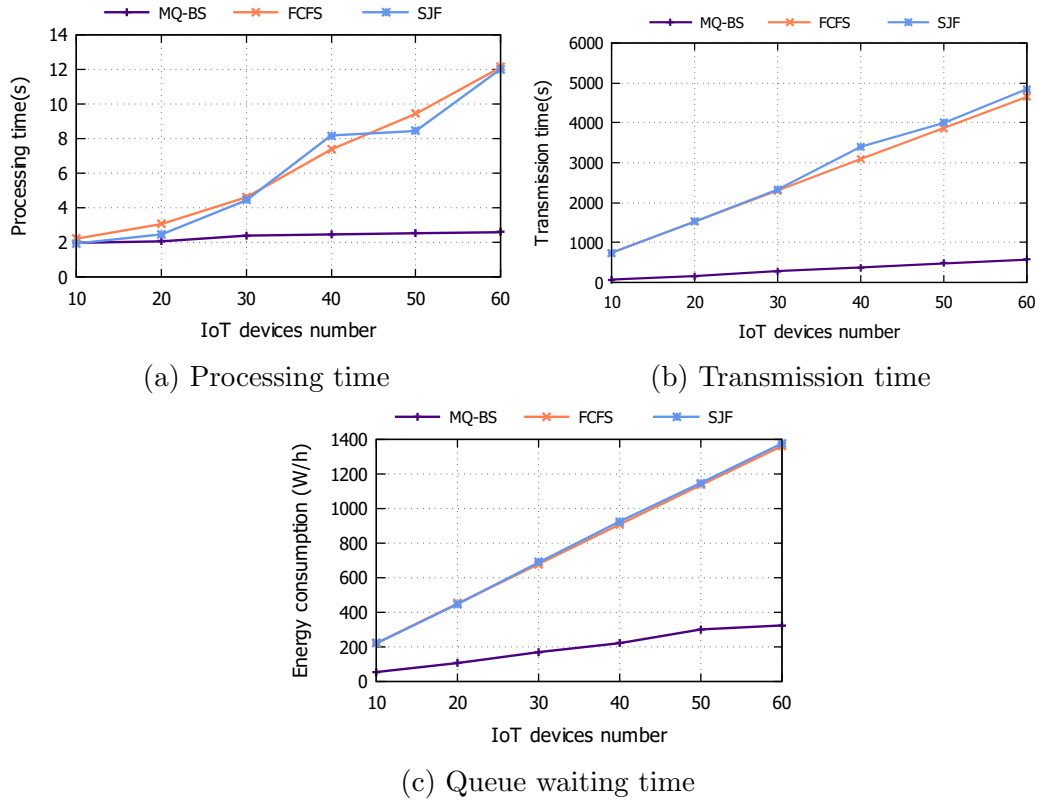 MQ-BS FCFS SJF
14
12
10
8
6
4
2
0
Processing time(s)
10 20 30 40 50 60
IoT devices number
(a) Processing time
MQ-BS FCFS SJF
6000
5000
4000
3000
2000
1000
0
Transmission time(s)
10 20 30 40 50 60
IoT devices number
(b) Transmission time
MQ-BS FCFS SJF
1400
1200
1000
800
600
400
200
0
Energy consumption (W/h)
10 20 30 40 50 60
IoT devices number
(c) Queue waiting time